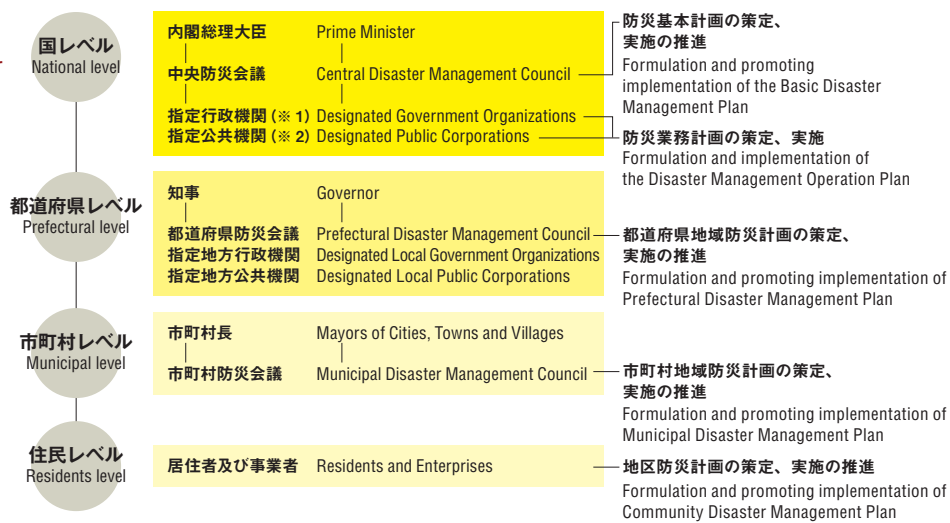 国レベル
National level
内閣総理大臣 Prime Minister
中央防災会議 Central Disaster Management Council
指定行政機関(※1) Designated Government Organizations
指定公共機関(※2) Designated Public Corporations
防災基本計画の策定、
実施の推進
Formulation and promoting
implementation of the Basic Disaster
Management Plan
防災業務計画の策定、実施
Formulation and implementation of
the Disaster Management Operation Plan
都道府県レベル
Prefectural level
知事 Governor
都道府県防災会議 Prefectural Disaster Management Council
指定地方行政機関 Designated Local Government Organizations
指定地方公共機関 Designated Local Public Corporations
都道府県地域防災計画の策定、
実施の推進
Formulation and promoting implementation of
Prefectural Disaster Management Plan
市町村レベル
Municipal level
市町村長 Mayors of Cities, Towns and Villages
市町村防災会議 Municipal Disaster Management Council
市町村地域防災計画の策定、
実施の推進
Formulation and promoting implementation of
Municipal Disaster Management Plan
住民レベル
Residents level
居住者及び事業者 Residents and Enterprises
地区防災計画の策定、実施の推進
Formulation and promoting implementation of
Community Disaster Management Plan